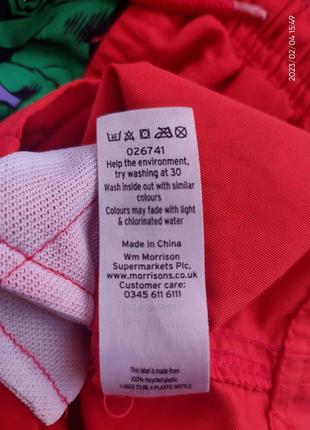 2023/02/04 15:49
026741
Help the environment,
try washing at 30
Wash inside out with similar
colours
Colours may fade with light
& chlorinated water
Made in China
Wm Morrison
Supermarkets Plc,
www.morrisons.co.uk
Customer care:
0345 611 6111
This label is made from
100% recycled plastic
I USED TO BE A PLASTIC BOTTLE